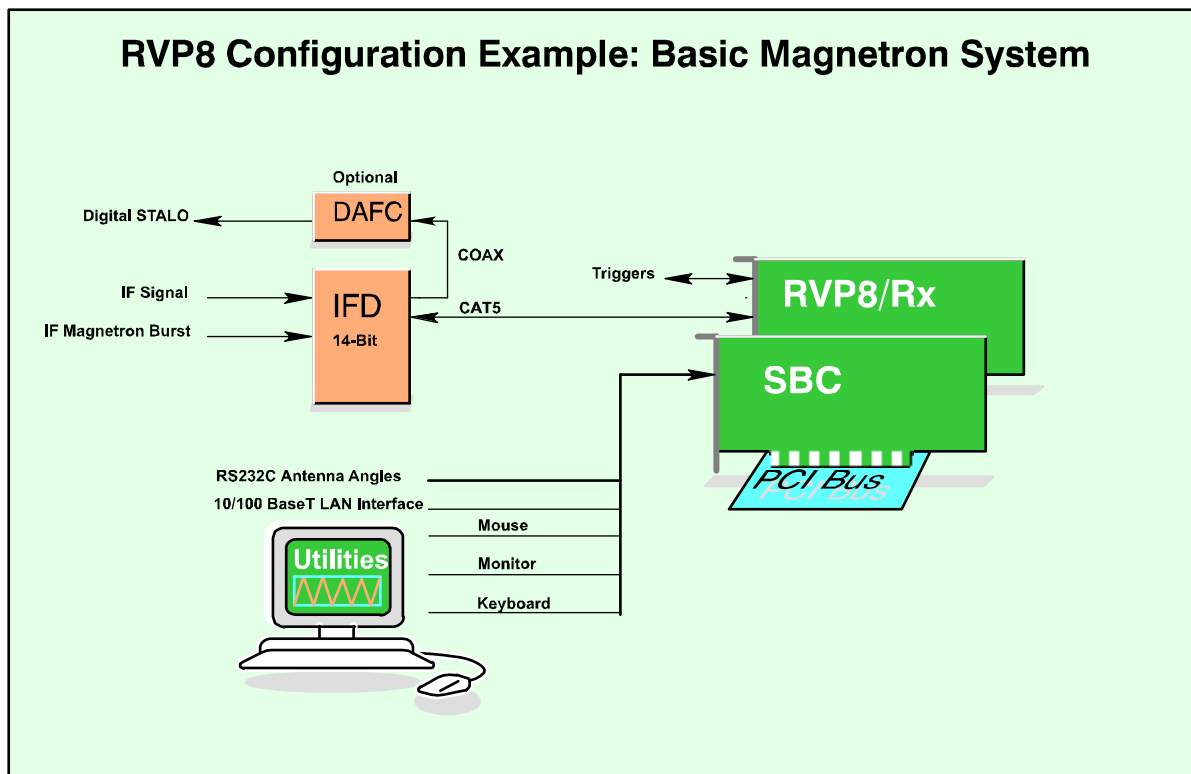 RVP8 Configuration Example: Basic Magnetron System
Optional
DAFC
Digital STALO
COAX
Triggers
RVP8/Rx
IF Signal
IFD
CAT5
IF Magnetron Burst
14-Bit
SBC
PCI Bus
RS232C Antenna Angles
10/100 BaseT LAN Interface
Mouse
Utilities
Monitor
Keyboard